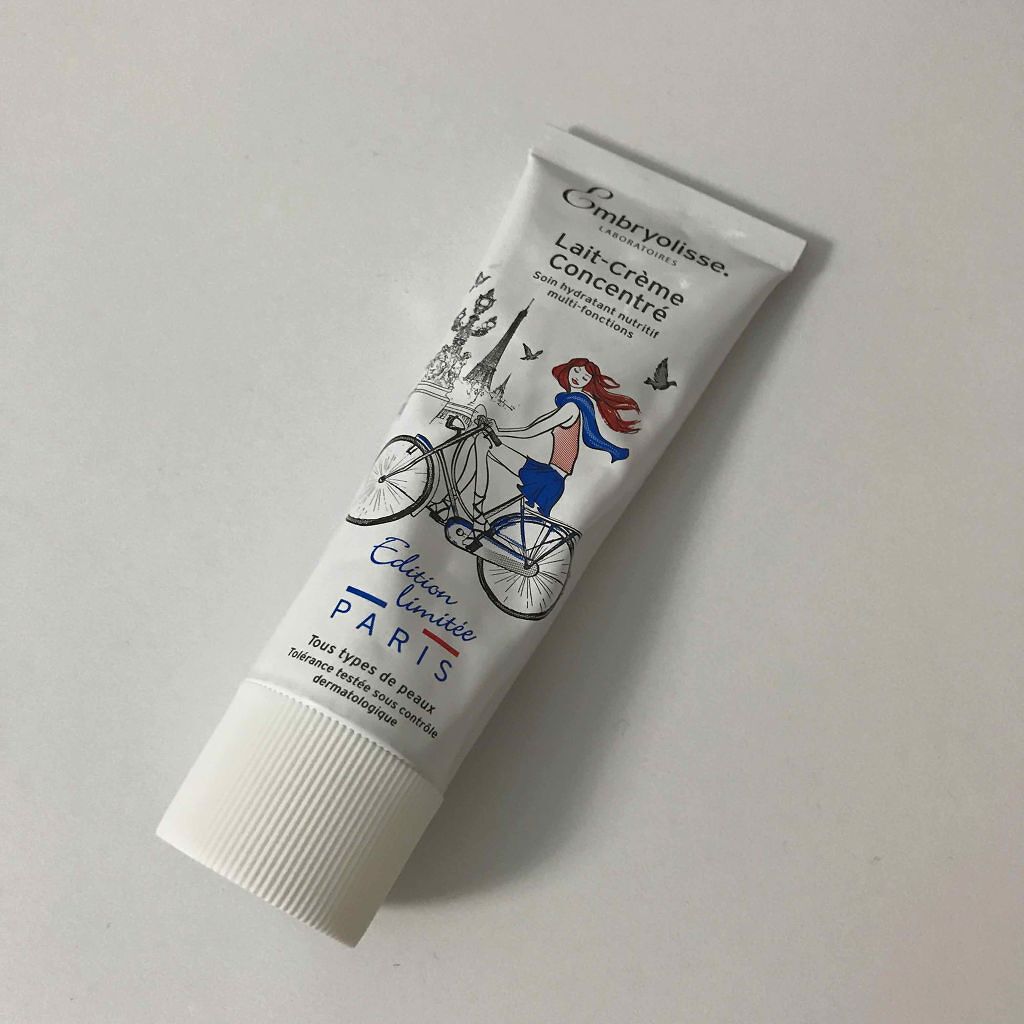 Embryolisse.
LABORATOIRES
Lait-Crème
Concentré
Soin hydratant nutritif
multi-fonctions
Edition
limitée
PARIS
Tous types de peaux
Tolérance testée sous contrôle
dermatologique